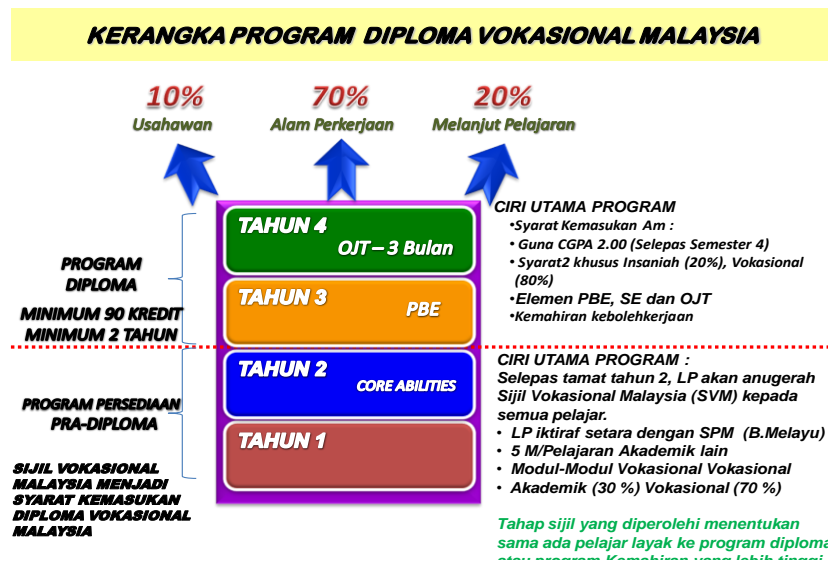 KERANGKA PROGRAM DIPLOMA VOKASIONAL MALAYSIA
10%
Usahawan
70%
Alam Perkerjaan
20%
Melanjut Pelajaran
TAHUN 4
OJT – 3 Bulan
TAHUN 3
PBE
TAHUN 2
CORE ABILITIES
TAHUN 1
PROGRAM
DIPLOMA
MINIMUM 90 KREDIT
MINIMUM 2 TAHUN
PROGRAM PERSEDIAAN
PRA-DIPLOMA
SIJIL VOKASIONAL
MALAYSIA MENJADI
SYARAT KEMASUKAN
DIPLOMA VOKASIONAL
MALAYSIA
CIRI UTAMA PROGRAM
•Syarat Kemasukan Am :
• Guna CGPA 2.00 (Selepas Semester 4)
• Syarat2 khusus Insaniah (20%), Vokasional
(80%)
•Elemen PBE, SE dan OJT
•Kemahiran kebolehkerjaan
CIRI UTAMA PROGRAM :
Selepas tamat tahun 2, LP akan anugerah
Sijil Vokasional Malaysia (SVM) kepada
semua pelajar.
• LP iktiraf setara dengan SPM (B.Melayu)
• 5 M/Pelajaran Akademik lain
• Modul-Modul Vokasional Vokasional
• Akademik (30 %) Vokasional (70 %)
Tahap sijil yang diperolehi menentukan
sama ada pelajar layak ke program diploma
atau program Kemahiran yang lebih tinggi